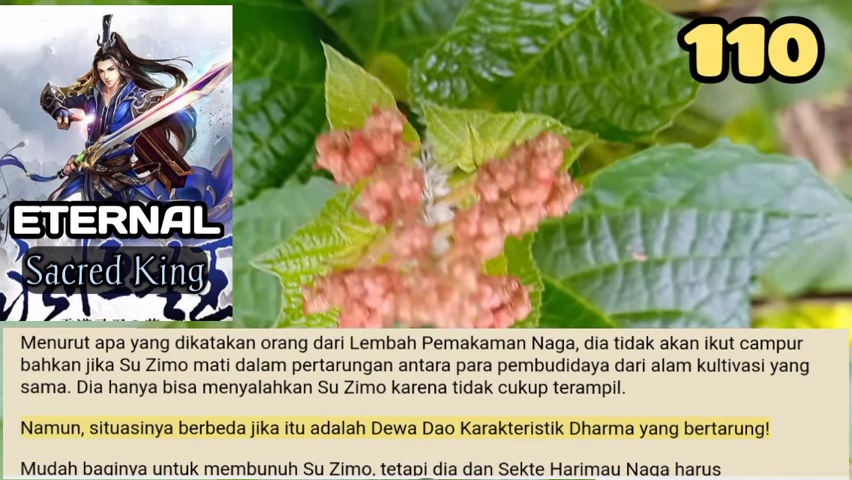 110
ETERNAL
Sacred King
Menurut apa yang dikatakan orang dari Lembah Pemakaman Naga, dia tidak akan ikut campur
bahkan jika Su Zimo mati dalam pertarungan antara para pembudidaya dari alam kultivasi yang
sama. Dia hanya bisa menyalahkan Su Zimo karena tidak cukup terampil.
Namun, situasinya berbeda jika itu adalah Dewa Dao Karakteristik Dharma yang bertarung!
Mudah baginya untuk membunuh Su Zimo, tetapi dia dan Sekte Harimau Naga harus